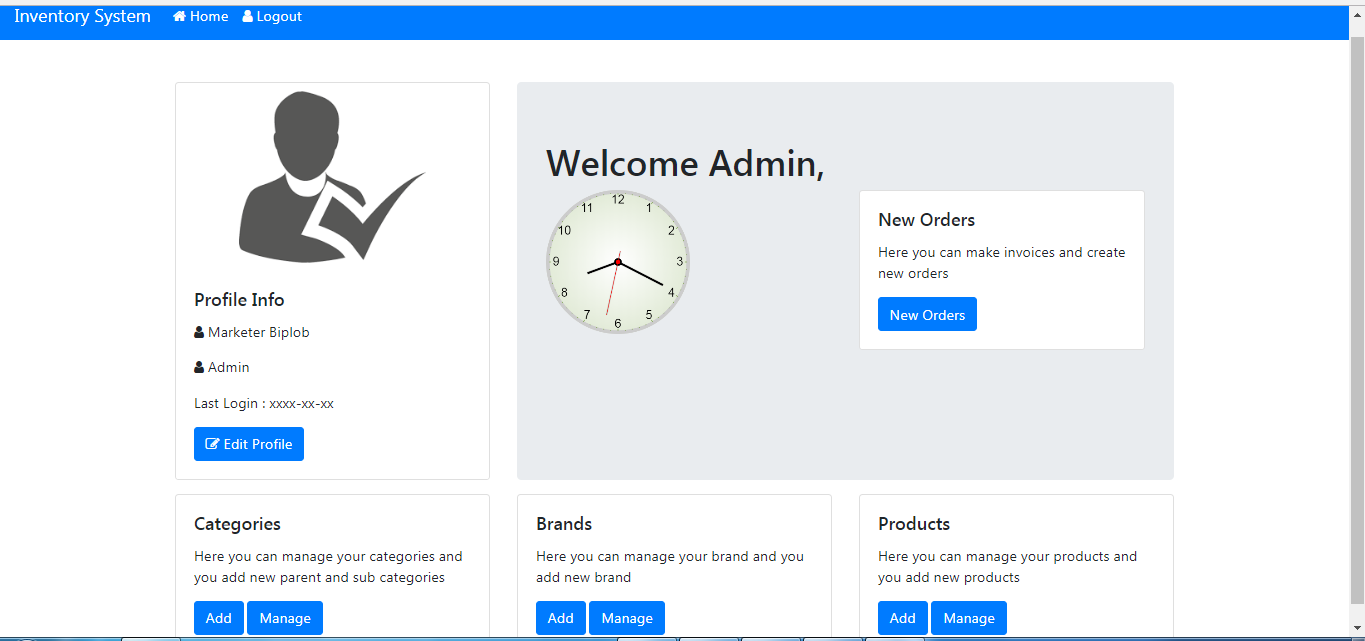 Inventory System Home Logout
Profile Info
Marketer Biplob
Admin
Last Login : xxxx-xx-xx
Edit Profile
Welcome Admin,
12
1
2
3
4
5
6
7
8
9
10
11
New Orders
Here you can make invoices and create
new orders
New Orders
Categories
Here you can manage your categories and
you add new parent and sub categories
Add Manage
Brands
Here you can manage your brand and you
add new brand
Add Manage
Products
Here you can manage your products and
you add new products
Add Manage